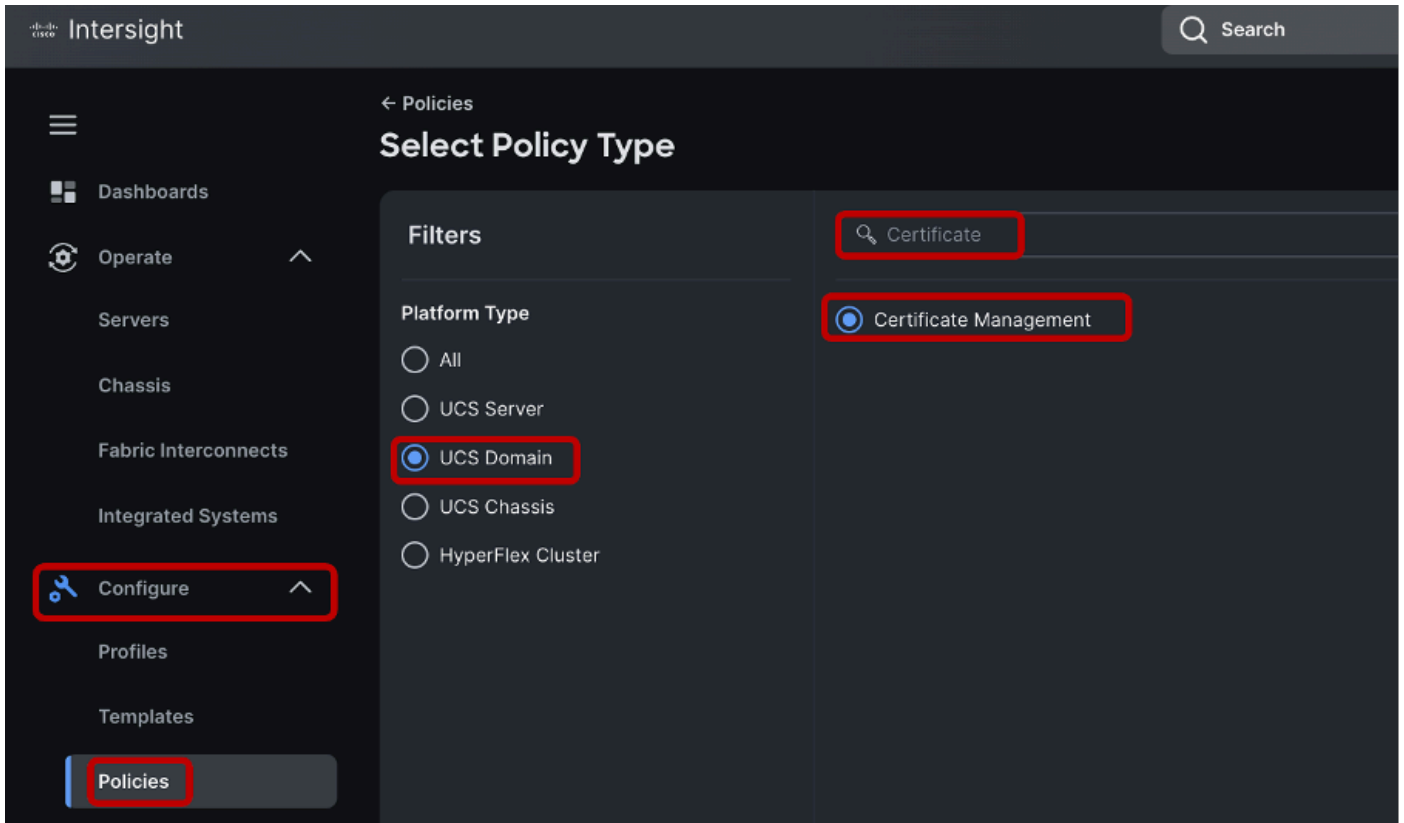 cisco Intersight
Search
Dashboards
Operate
Servers
Chassis
Fabric Interconnects
Integrated Systems
Configure
Profiles
Templates
Policies
← Policies
Select Policy Type
Filters
Platform Type
All
UCS Server
UCS Domain
UCS Chassis
HyperFlex Cluster
Certificate
Certificate Management